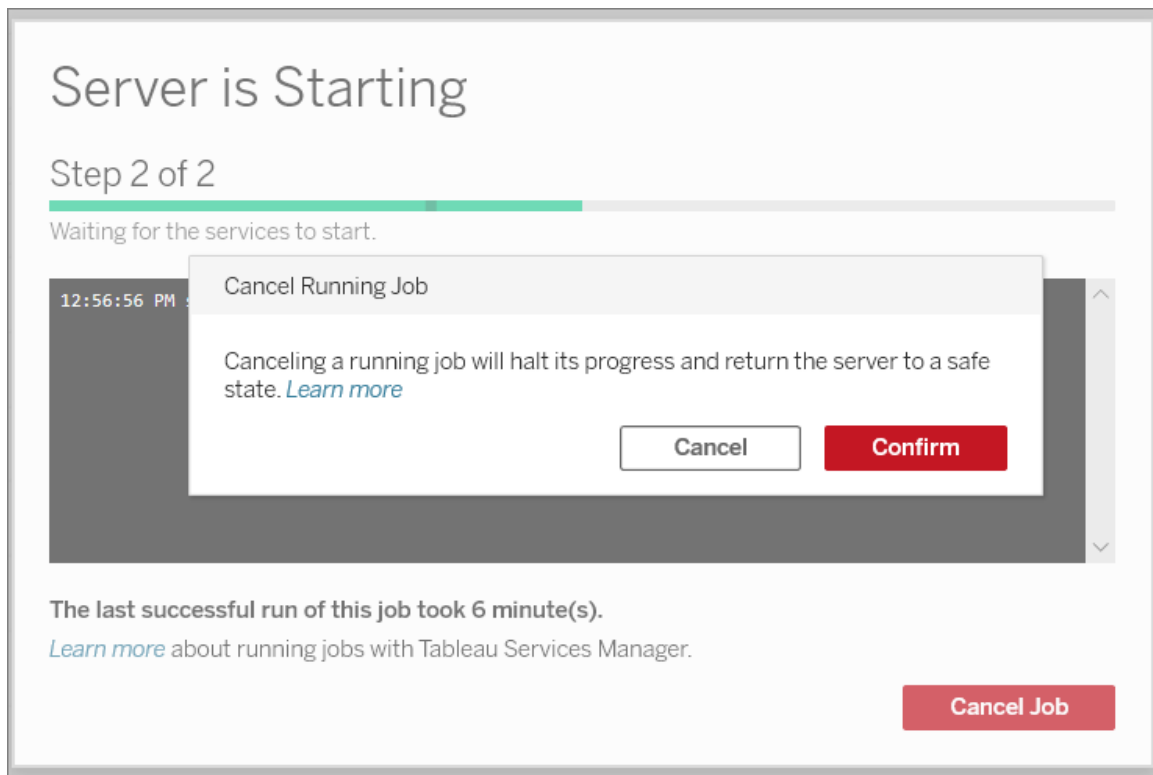 Server is Starting
Step 2 of 2
Waiting for the services to start.
12:56:56 PM
Cancel Running Job
Canceling a running job will halt its progress and return the server to a safe
state. Learn more
Cancel
Confirm
The last successful run of this job took 6 minute(s).
Learn more about running jobs with Tableau Services Manager.
Cancel Job